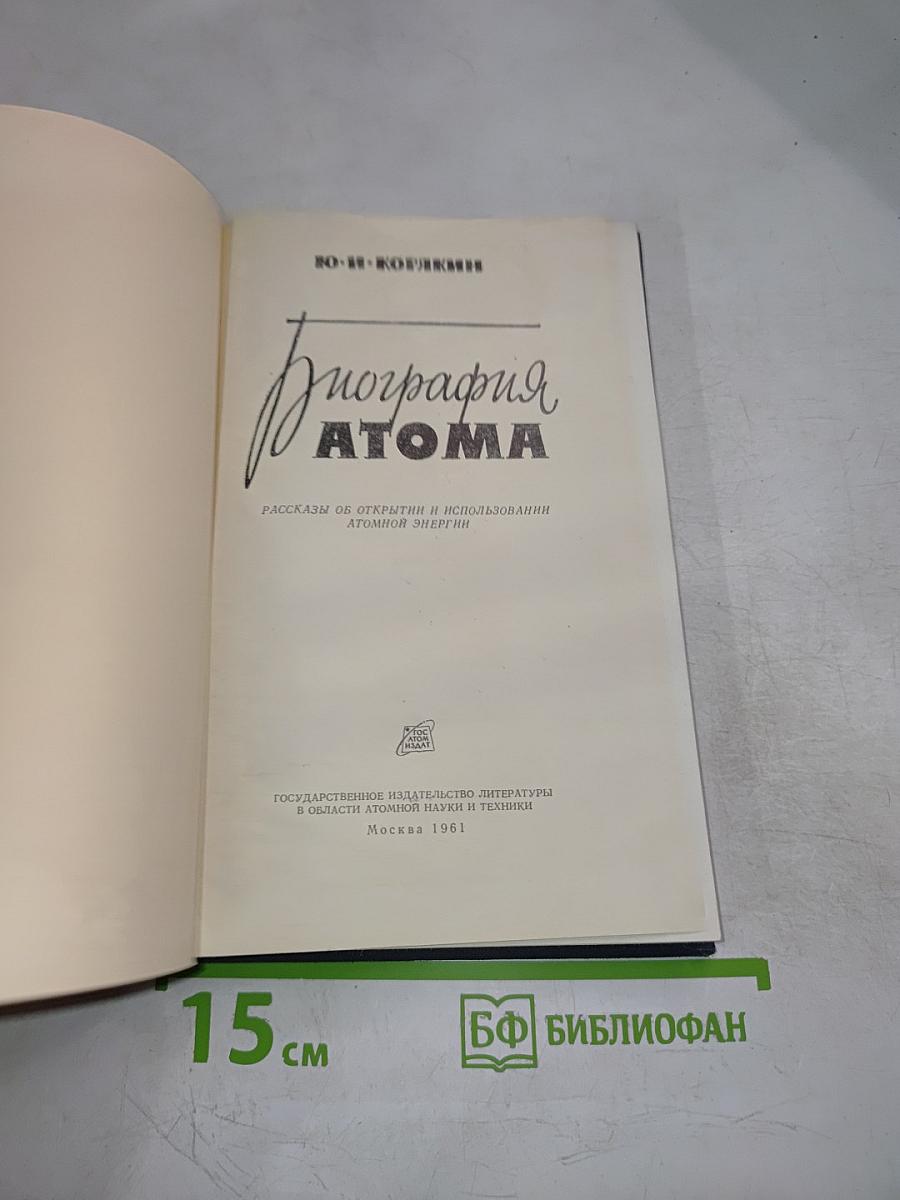 Ю·И·КОРЯКИН
Биография
АТОМА
РАССКАЗЫ ОБ ОТКРЫТИИ И ИСПОЛЬЗОВАНИИ
АТОМНОЙ ЭНЕРГИИ
ГОС
АТОМ
ИЗДАТ
ГОСУДАРСТВЕННОЕ ИЗДАТЕЛЬСТВО ЛИТЕРАТУРЫ
В ОБЛАСТИ АТОМНОЙ НАУКИ И ТЕХНИКИ
Москва 1961
15 см
БФ БИБЛИОФАН